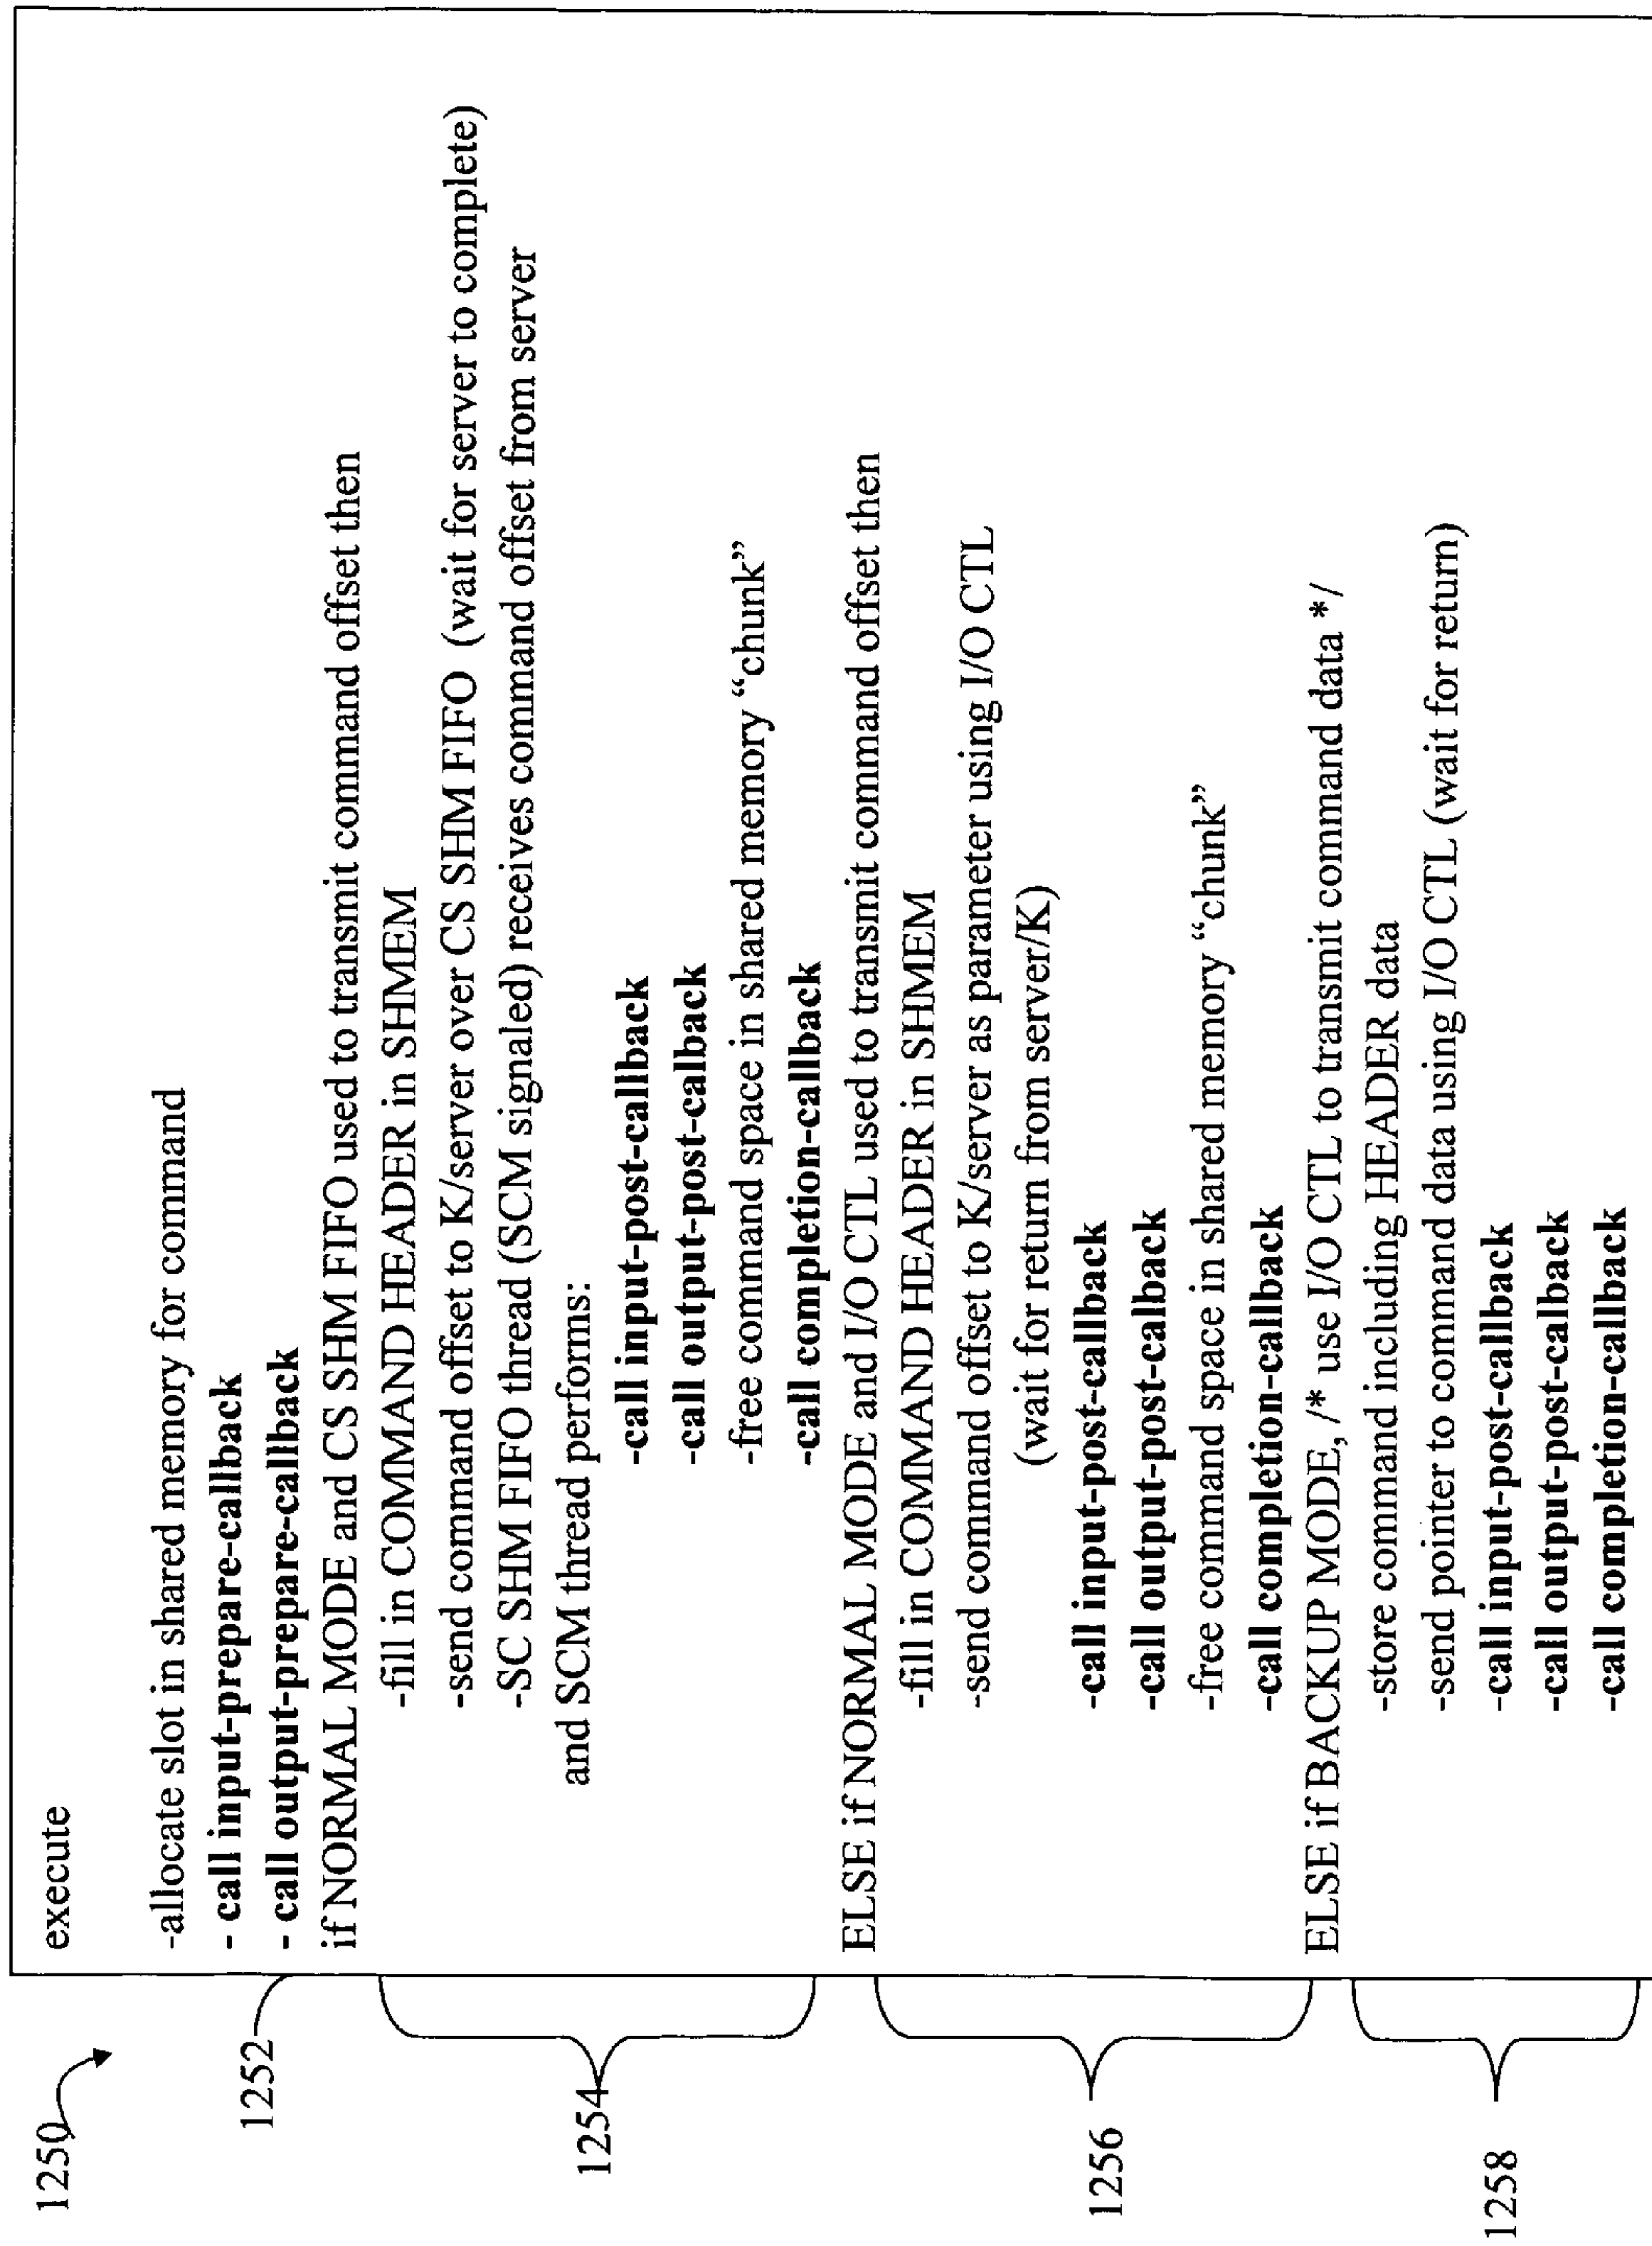 1250
execute
-allocate slot in shared memory for command
- call input-prepare-callback
1252
- call output-prepare-callback
if NORMAL MODE and CS SHM FIFO used to transmit command offset then
-fill in COMMAND HEADER in SHMEM
-send command offset to K/server over CS SHM FIFO (wait for server to complete)
-SC SHM FIFO thread (SCM signaled) receives command offset from server
and SCM thread performs:
1254
-call input-post-callback
-call output-post-calback
-free command space in shared memory “chunk”
-call completion-callback
ELSE if NORMAL MODE and I/O CTL used to transmit command offset then
-fill in COMMAND HEADER in SHMEM
-send command offset to K/server as parameter using I/O CTL
(wait for return from server/K)
1256
-call input-post-callback
-call output-post-calback
-free command space in shared memory “chunk”
-call completion-callback
ELSE if BACKUP MODE, /* use I/O CTL to transmit command data */
-store command including HEADER data
-send pointer to command data using I/O CTL (wait for return)
1258
-call input-post-callback
-call output-post-calback
-call completion-callback